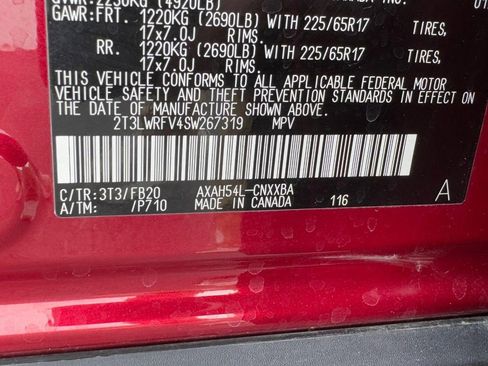 GVWR: 2230KG (4920LB)
GAWR: FRT. 1220KG (2690LB) WITH 225/65R17 TIRES,
17x7.0J RIMS.
RR. 1220KG (2690LB) WITH 225/65R17 TIRES,
17x7.0J RIMS.
THIS VEHICLE CONFORMS TO ALL APPLICABLE FEDERAL MOTOR
VEHICLE SAFETY AND THEFT PREVENTION STANDARDS IN EFFECT
ON THE DATE OF MANUFACTURE SHOWN ABOVE.
2T3LWRFV4SW267319 MPV
C/TR: 3T3/FB20 AXAH54L-CNXXBA
A/TM: /P710 MADE IN CANADA 116 A